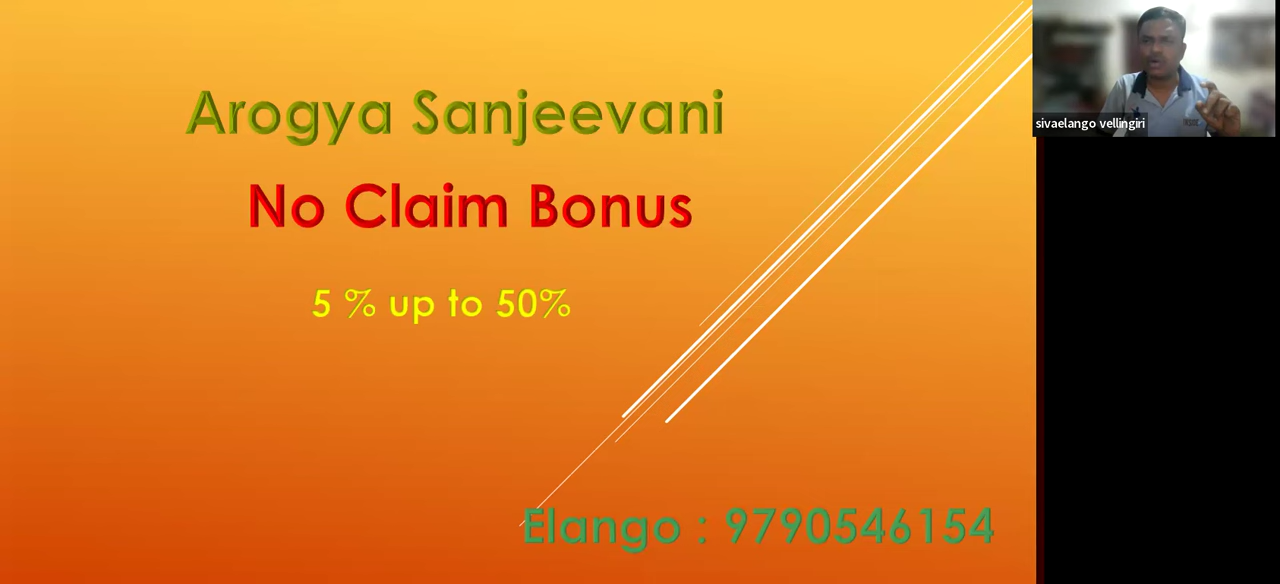 Arogya Sanjeevani
No Claim Bonus
5 % up to 50%
Elango : 9790546154
sivaelango vellingiri